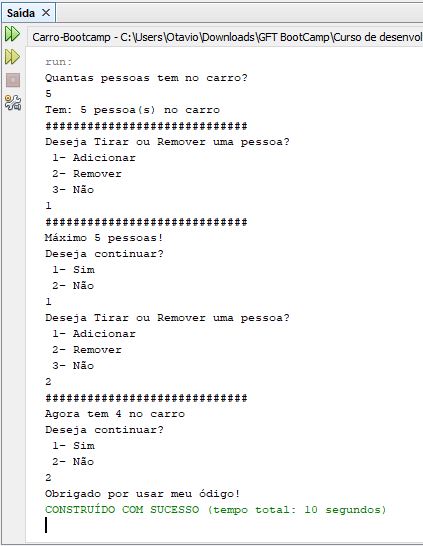 Saída
Carro-Bootcamp - C:\Users\Otavio\Downloads\GFT BootCamp\Curso de desenvol
run:
Quantas pessoas tem no carro?
5
Tem: 5 pessoa(s) no carro
#############################
Deseja Tirar ou Remover uma pessoa?
1- Adicionar
2- Remover
3- Não
1
#############################
Máximo 5 pessoas!
Deseja continuar?
1- Sim
2- Não
1
Deseja Tirar ou Remover uma pessoa?
1- Adicionar
2- Remover
3- Não
2
#############################
Agora tem 4 no carro
Deseja continuar?
1- Sim
2- Não
2
Obrigado por usar meu ódigo!
CONSTRUÍDO COM SUCESSO (tempo total: 10 segundos)